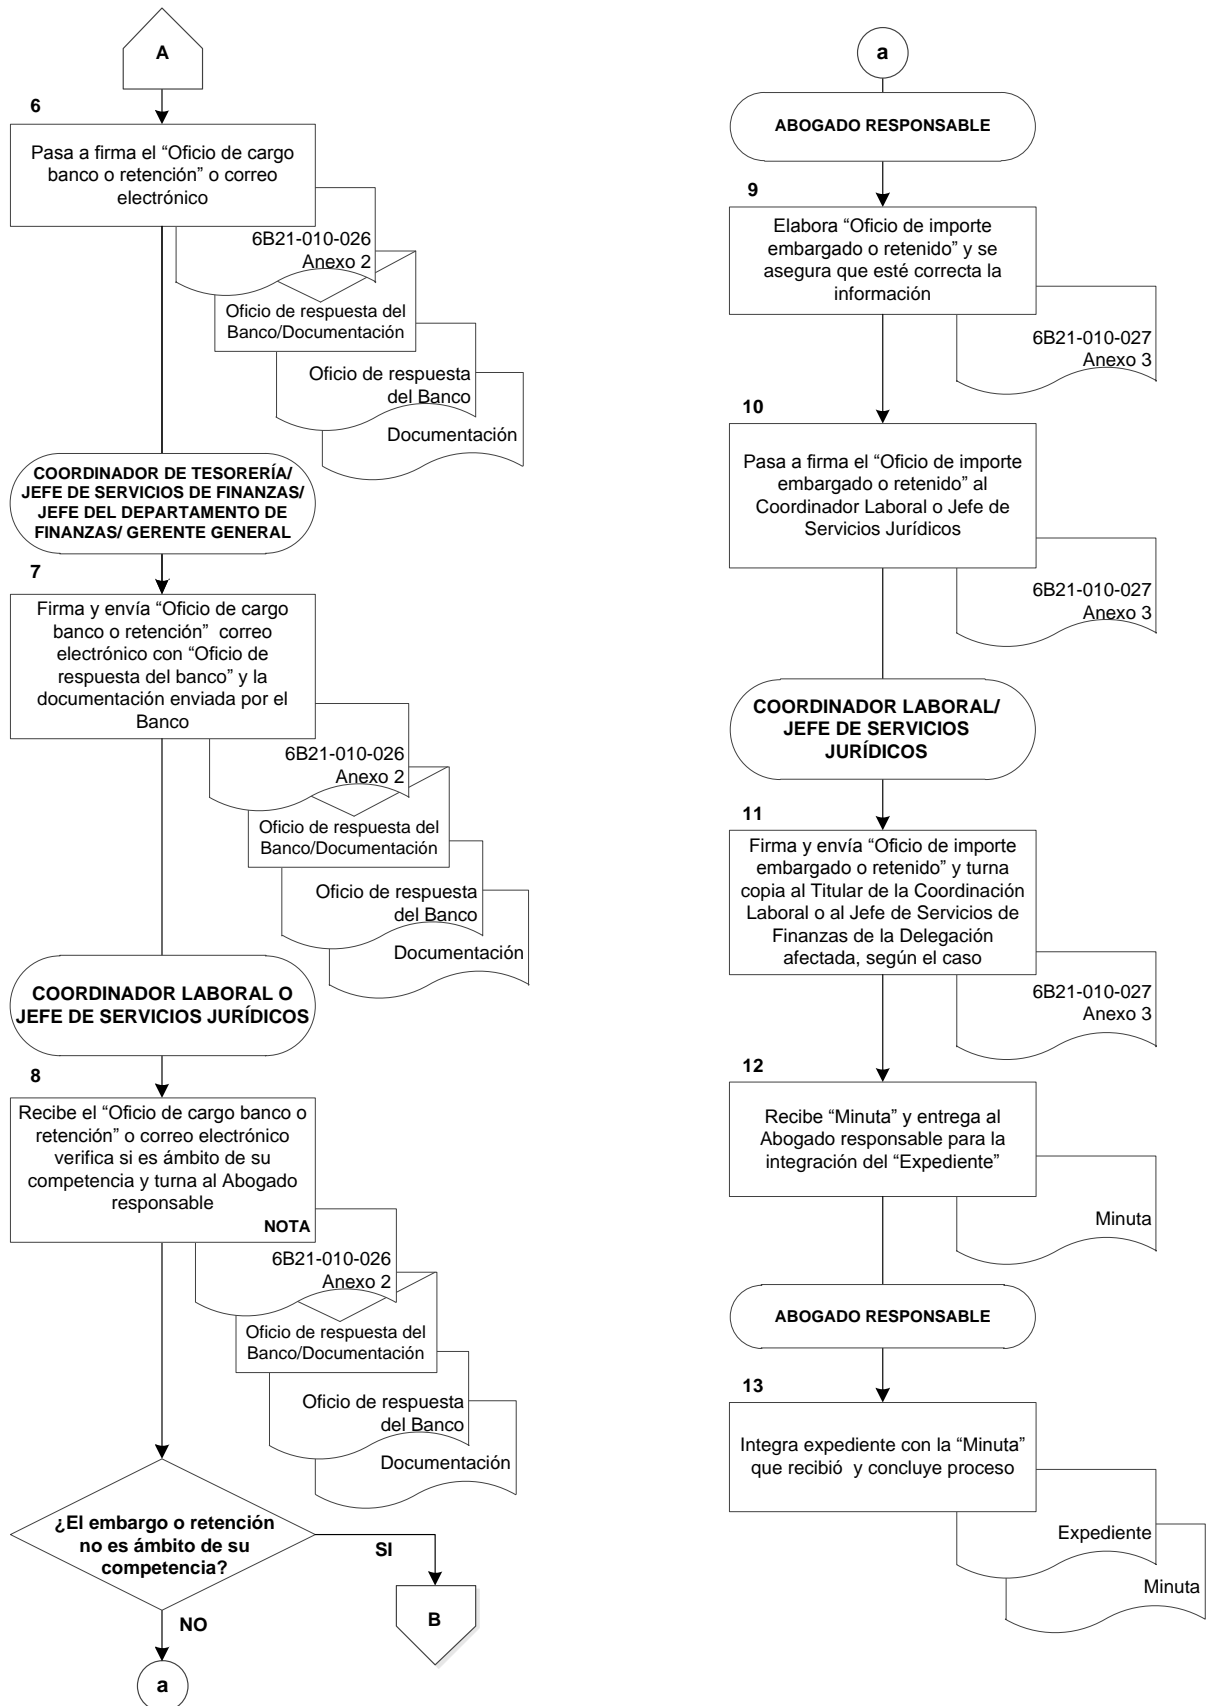 A
6
Pasa a firma el “Oficio de cargo
banco o retención” o correo
electrónico
6B21-010-026
Anexo 2
Oficio de respuesta del
Banco/Documentación
Oficio de respuesta
del Banco
Documentación
COORDINADOR DE TESORERÍA/
JEFE DE SERVICIOS DE FINANZAS/
JEFE DEL DEPARTAMENTO DE
FINANZAS/ GERENTE GENERAL
7
Firma y envía “Oficio de cargo
banco o retención” correo
electrónico con “Oficio de
respuesta del banco” y la
documentación enviada por el
Banco
6B21-010-026
Anexo 2
Oficio de respuesta del
Banco/Documentación
Oficio de respuesta
del Banco
Documentación
COORDINADOR LABORAL O
JEFE DE SERVICIOS JURÍDICOS
8
Recibe el “Oficio de cargo banco o
retención” o correo electrónico
verifica si es ámbito de su
competencia y turna al Abogado
responsable
NOTA
6B21-010-026
Anexo 2
Oficio de respuesta del
Banco/Documentación
Oficio de respuesta
del Banco
Documentación
¿El embargo o retención
no es ámbito de su
competencia?
SI
B
NO
a
a
ABOGADO RESPONSABLE
9
Elabora “Oficio de importe
embargado o retenido” y se
asegura que esté correcta la
información
6B21-010-027
Anexo 3
10
Pasa a firma el “Oficio de importe
embargado o retenido” al
Coordinador Laboral o Jefe de
Servicios Jurídicos
6B21-010-027
Anexo 3
COORDINADOR LABORAL/
JEFE DE SERVICIOS
JURÍDICOS
11
Firma y envía “Oficio de importe
embargado o retenido” y turna
copia al Titular de la Coordinación
Laboral o al Jefe de Servicios de
Finanzas de la Delegación
afectada, según el caso
6B21-010-027
Anexo 3
12
Recibe “Minuta” y entrega al
Abogado responsable para la
integración del “Expediente”
Minuta
ABOGADO RESPONSABLE
13
Integra expediente con la “Minuta”
que recibió y concluye proceso
Expediente
Minuta